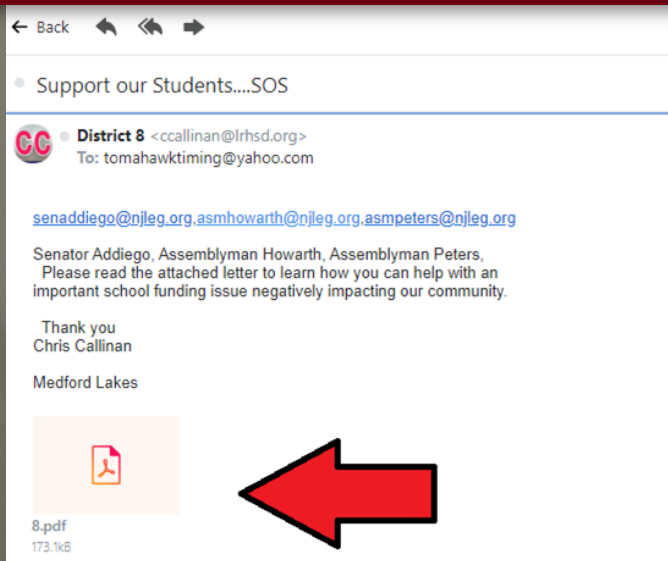 Back
Support our Students....SOS
CC
District 8 <ccallinan@lrhsd.org>
To: tomahawktiming@yahoo.com
senaddiego@njleg.org,asmhowarth@njleg.org,asmpeters@njleg.org
Senator Addiego, Assemblyman Howarth, Assemblyman Peters,
Please read the attached letter to learn how you can help with an
important school funding issue negatively impacting our community.
Thank you
Chris Callinan
Medford Lakes
8.pdf
173.1kB